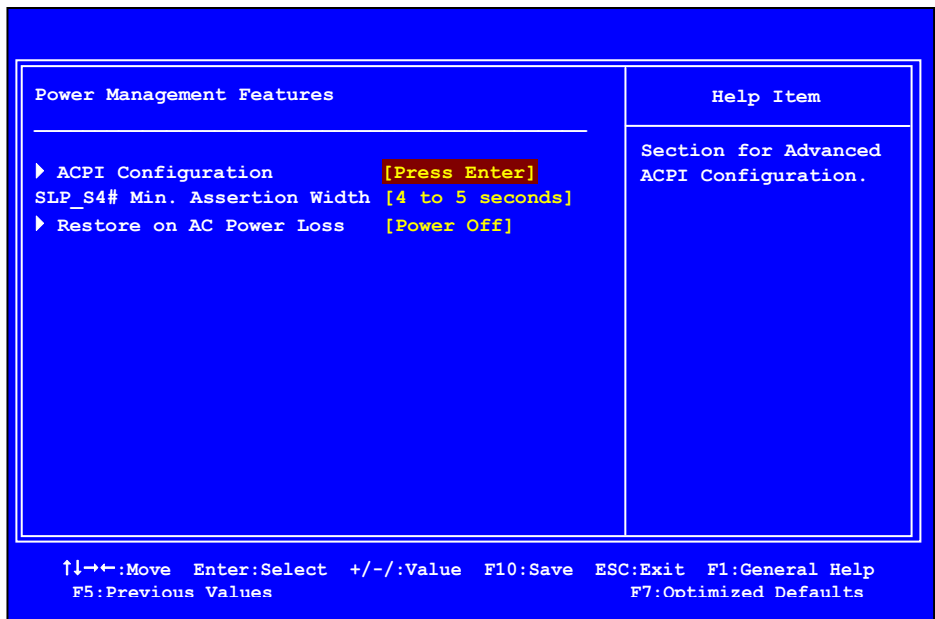 Power Management Features
Help Item
▶ ACPI Configuration [Press Enter]
SLP_S4# Min. Assertion Width [4 to 5 seconds]
▶ Restore on AC Power Loss [Power Off]
Section for Advanced
ACPI Configuration.
↑↓→←:Move Enter:Select +/-/:Value F10:Save ESC:Exit F1:General Help
F5:Previous Values F7:Optimized Defaults